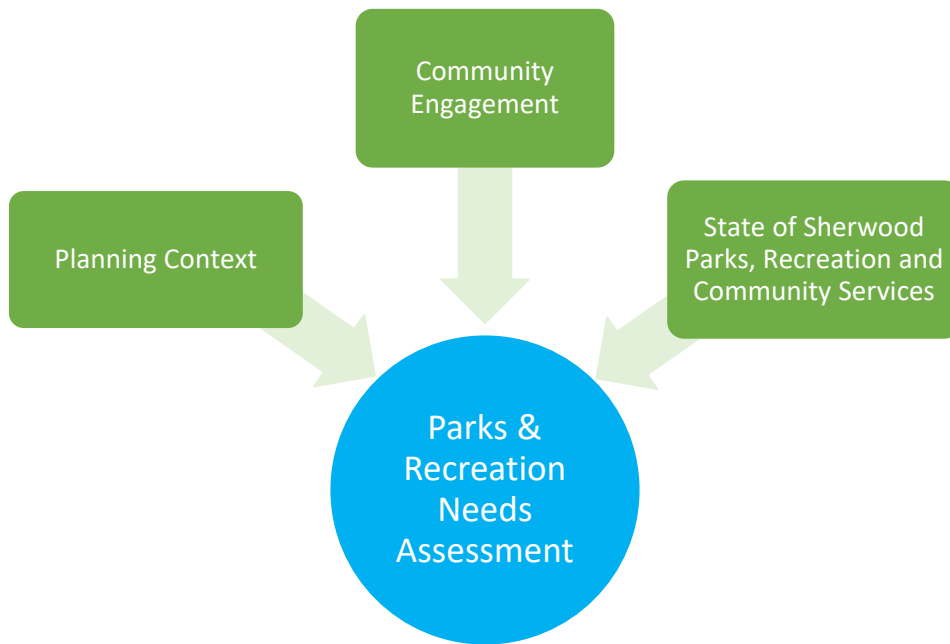 Community
Engagement
Planning Context
State of Sherwood
Parks, Recreation and
Community Services
Parks &
Recreation
Needs
Assessment